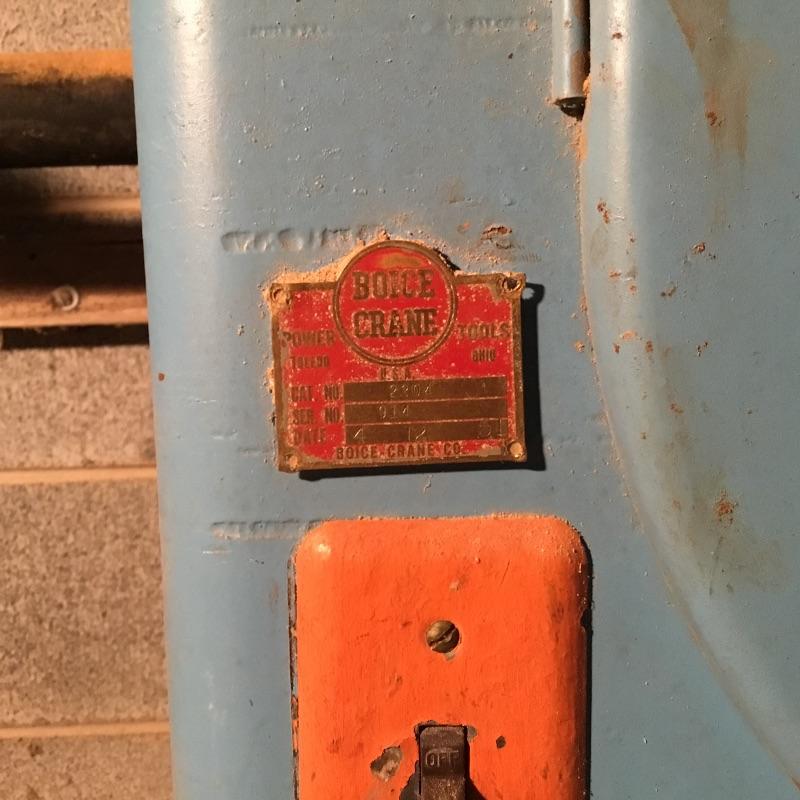 BOICE
CRANE
POWER TOOLS
TOLEDO OHIO
U.S.A.
CAT. NO. 2304
SER. NO. 914
DATE 4 12 51
BOICE-CRANE CO.
OFF